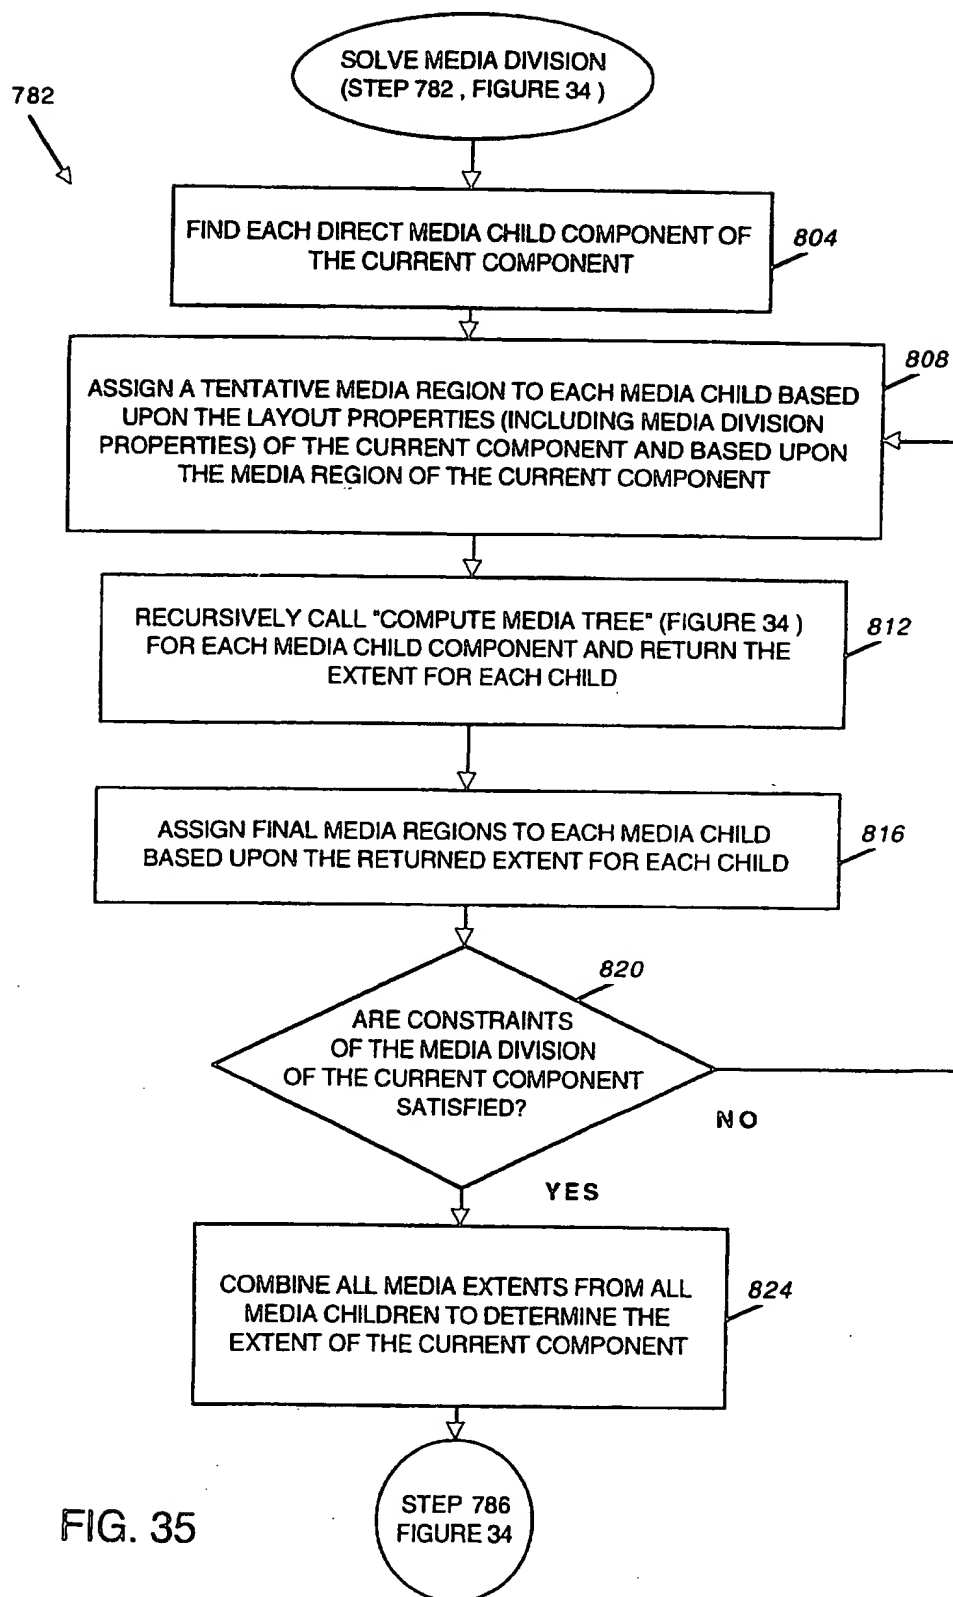 SOLVE MEDIA DIVISION
(STEP 782 , FIGURE 34 )
782
FIND EACH DIRECT MEDIA CHILD COMPONENT OF
THE CURRENT COMPONENT
804
ASSIGN A TENTATIVE MEDIA REGION TO EACH MEDIA CHILD BASED
UPON THE LAYOUT PROPERTIES (INCLUDING MEDIA DIVISION
PROPERTIES) OF THE CURRENT COMPONENT AND BASED UPON
THE MEDIA REGION OF THE CURRENT COMPONENT
808
RECURSIVELY CALL "COMPUTE MEDIA TREE" (FIGURE 34 )
FOR EACH MEDIA CHILD COMPONENT AND RETURN THE
EXTENT FOR EACH CHILD
812
ASSIGN FINAL MEDIA REGIONS TO EACH MEDIA CHILD
BASED UPON THE RETURNED EXTENT FOR EACH CHILD
816
820
ARE CONSTRAINTS
OF THE MEDIA DIVISION
OF THE CURRENT COMPONENT
SATISFIED?
NO
YES
COMBINE ALL MEDIA EXTENTS FROM ALL
MEDIA CHILDREN TO DETERMINE THE
EXTENT OF THE CURRENT COMPONENT
824
STEP 786
FIGURE 34
FIG. 35